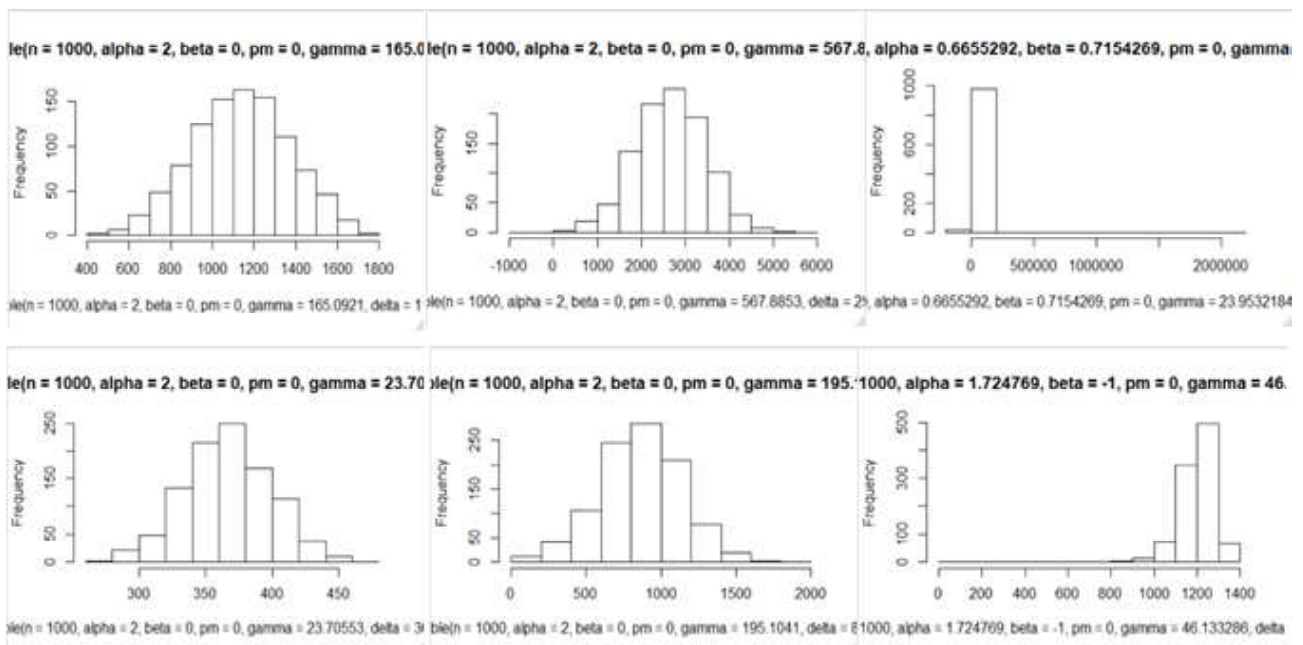 le(n = 1000, alpha = 2, beta = 0, pm = 0, gamma = 165.0
le(n = 1000, alpha = 2, beta = 0, pm = 0, gamma = 567.8
, alpha = 0.6655292, beta = 0.7154269, pm = 0, gamma
Frequency
0 50 150
400 600 800 1000 1200 1400 1600 1800
Frequency
0 50 150
-1000 0 1000 2000 3000 4000 5000 6000
Frequency
0 200 600 1000
0 500000 1000000 2000000
ble(n = 1000, alpha = 2, beta = 0, pm = 0, gamma = 165.0921, delta = 1
ble(n = 1000, alpha = 2, beta = 0, pm = 0, gamma = 567.8853, delta = 2
, alpha = 0.6655292, beta = 0.7154269, pm = 0, gamma = 23.9532184
le(n = 1000, alpha = 2, beta = 0, pm = 0, gamma = 23.70
ble(n = 1000, alpha = 2, beta = 0, pm = 0, gamma = 195.
1000, alpha = 1.724769, beta = -1, pm = 0, gamma = 46.
Frequency
0 50 150 250
300 350 400 450
Frequency
0 50 150 250
0 500 1000 1500 2000
Frequency
0 100 300 500
0 200 400 600 800 1000 1200 1400
ble(n = 1000, alpha = 2, beta = 0, pm = 0, gamma = 23.70553, delta = 3
ble(n = 1000, alpha = 2, beta = 0, pm = 0, gamma = 195.1041, delta = 8
1000, alpha = 1.724769, beta = -1, pm = 0, gamma = 46.133286, delta